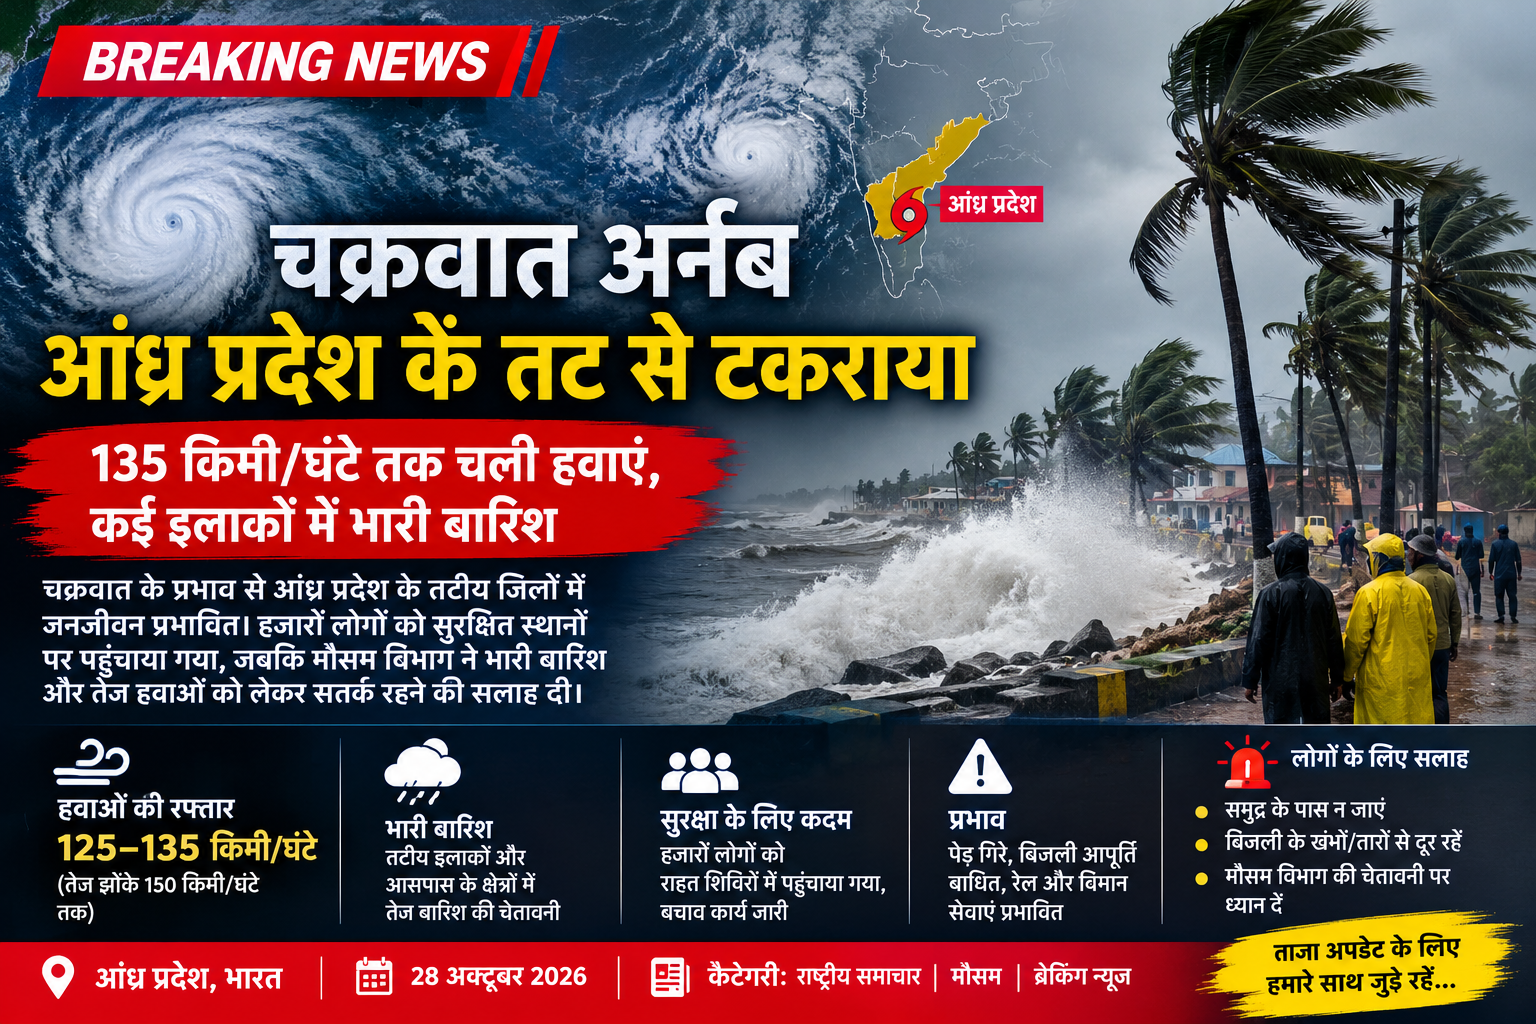 BREAKING NEWS
आंध्र प्रदेश
चक्रवात अर्नब
आंध्र प्रदेश कें तट से टकराया
135 किमी/घंटे तक चली हवाएं,
कई इलाकों में भारी बारिश
चक्रवात के प्रभाव से आंध्र प्रदेश के तटीय जिलों में
जनजीवन प्रभावित। हजारों लोगों को सुरक्षित स्थानों
पर पहुंचाया गया, जबकि मौसम बिभाग ने भारी बारिश
और तेज हवाओं को लेकर सतर्क रहने की सलाह दी।
हवाओं की रफ्तार
125–135 किमी/घंटे
(तेज झोंके 150 किमी/घंटे
तक)
भारी बारिश
तटीय इलाकों और
आसपास के क्षेत्रों में
तेज बारिश की चेतावनी
सुरक्षा के लिए कदम
हजारों लोगों को
राहत शिविरों में पहुंचाया गया,
बचाव कार्य जारी
प्रभाव
पेड़ गिरे, बिजली आपूर्ति
बाधित, रेल और बिमान
सेवाएं प्रभावित
लोगों के लिए सलाह
समुद्र के पास न जाएं
बिजली के खंभों/तारों से दूर रहें
मौसम विभाग की चेतावनी पर
ध्यान दें
आंध्र प्रदेश, भारत
28 अक्टूबर 2026
कैटेगरी: राष्ट्रीय समाचार | मौसम | ब्रेकिंग न्यूज
ताजा अपडेट के लिए
हमारे साथ जुड़े रहें...